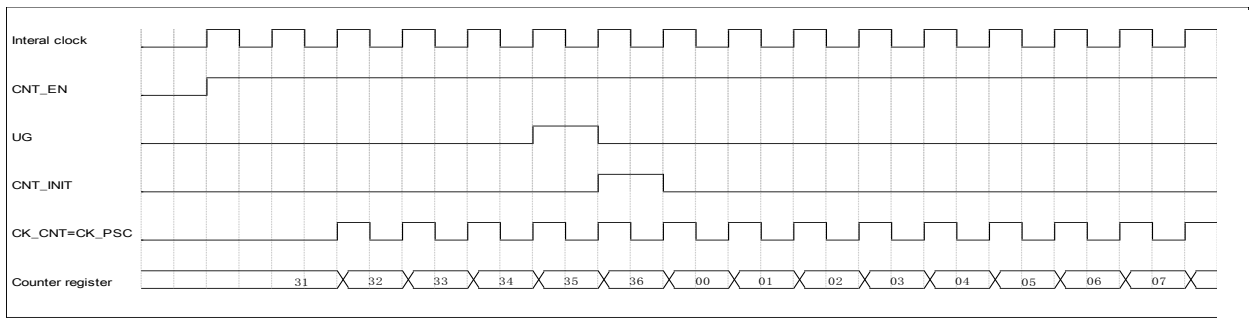 Interal clock
CNT_EN
UG
CNT_INIT
CK_CNT=CK_PSC
Counter register 31 32 33 34 35 36 00 01 02 03 04 05 06 07